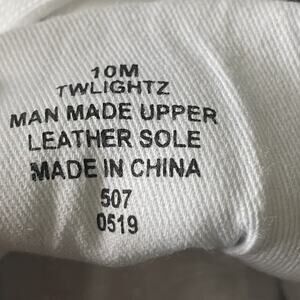 10M
TWLIGHTZ
MAN MADE UPPER
LEATHER SOLE
MADE IN CHINA
507
0519